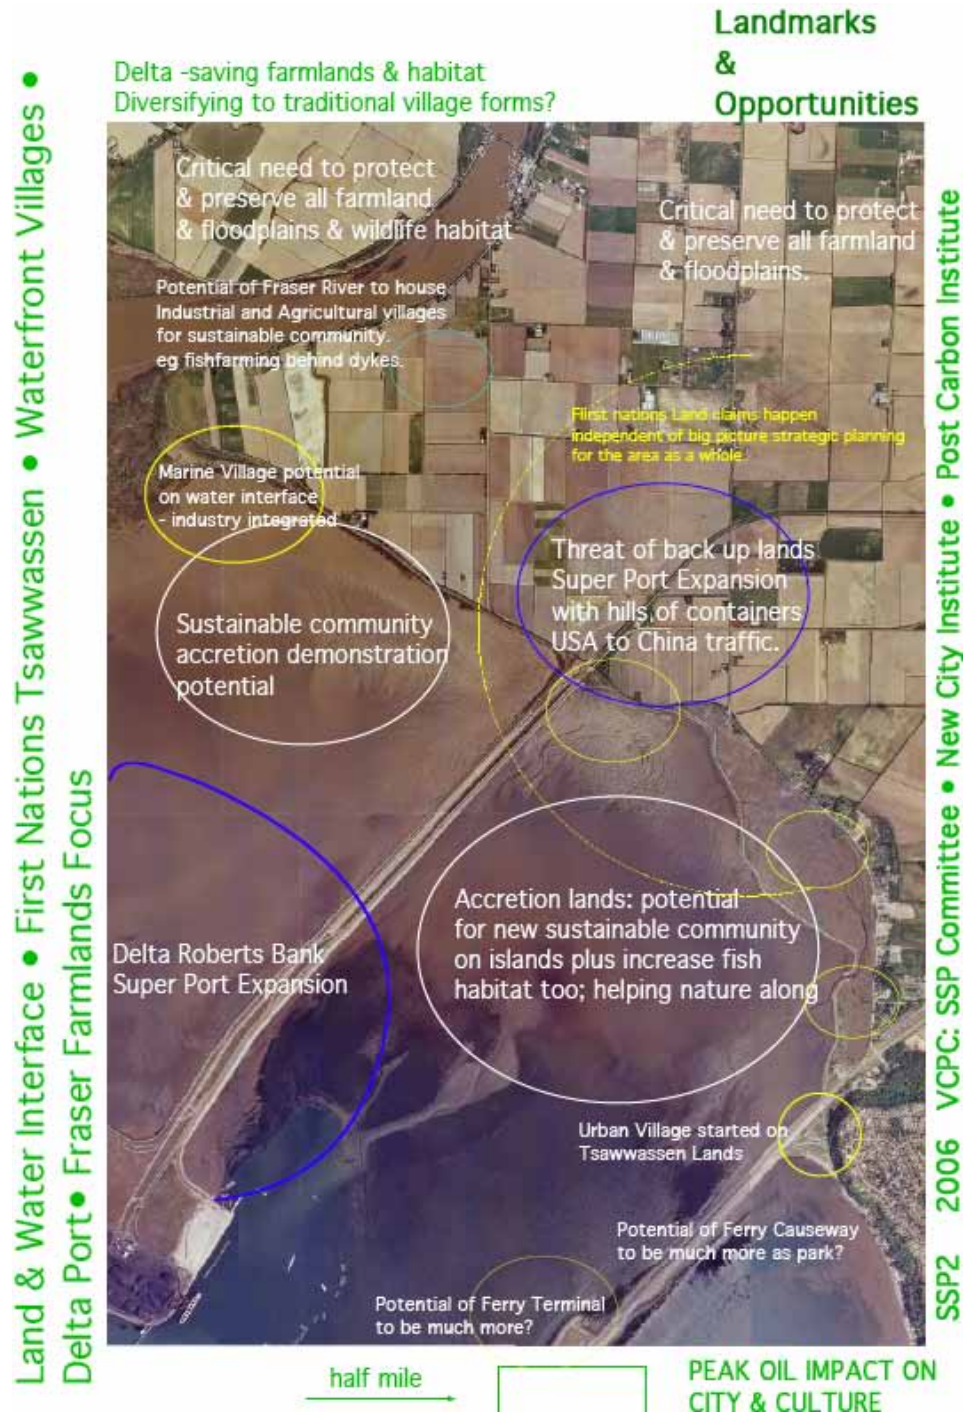 Landmarks
&
Opportunities
Delta -saving farmlands & habitat
Diversifying to traditional village forms?
Land & Water Interface • First Nations Tsawwassen • Waterfront Villages •
Delta Port• Fraser Farmlands Focus
Critical need to protect
& preserve all farmland
& floodplains & wildlife habitat
Critical need to protect
& preserve all farmland
& floodplains.
Potential of Fraser River to house
Industrial and Agricultural villages
for sustainable community.
eg fishfarming behind dykes.
FIirst nations Land claims happen
independent of big picture strategic planning
for the area as a whole
Marine Village potential
on water interface
- industry integrated
Threat of back up lands
Super Port Expansion
with hills of containers
USA to China traffic.
Sustainable community
accretion demonstration
potential
Accretion lands: potential
for new sustainable community
on islands plus increase fish
habitat too; helping nature along
Delta Roberts Bank
Super Port Expansion
Urban Village started on
Tsawwassen Lands
Potential of Ferry Causeway
to be much more as park?
Potential of Ferry Terminal
to be much more?
SSP2 2006 VCPC: SSP Committee • New City Institute • Post Carbon Institute
half mile
PEAK OIL IMPACT ON
CITY & CULTURE